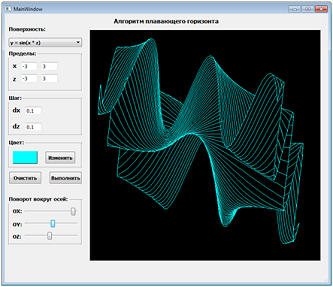 MainWindow
Алгоритм плавающего горизонта
Поверхность:
y = sin(x * z)
Пределы:
x -3 3
z -3 3
Шаг:
dx 0,1
dz 0,1
Цвет:
Изменить
Очистить Выполнить
Поворот вокруг осей:
OX:
OY:
OZ: